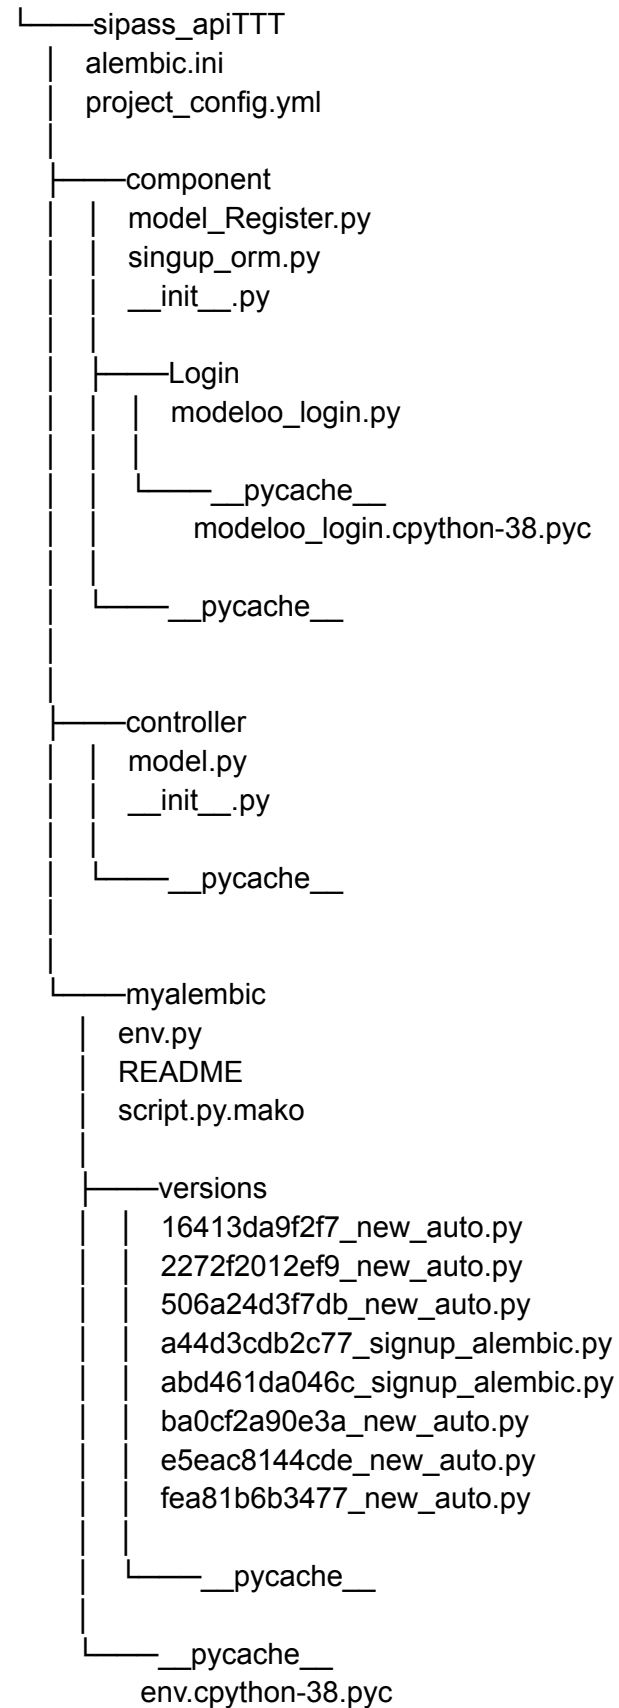 sipass_apiTTT
alembic.ini
project_config.yml
component
model_Register.py
singup_orm.py
__init__.py
Login
modeloo_login.py
__pycache__
modeloo_login.cpython-38.pyc
__pycache__
controller
model.py
__init__.py
__pycache__
myalembic
env.py
README
script.py.mako
versions
16413da9f2f7_new_auto.py
2272f2012ef9_new_auto.py
506a24d3f7db_new_auto.py
a44d3cdb2c77_signup_alembic.py
abd461da046c_signup_alembic.py
ba0cf2a90e3a_new_auto.py
e5eac8144cde_new_auto.py
fea81b6b3477_new_auto.py
__pycache__
__pycache__
env.cpython-38.pyc